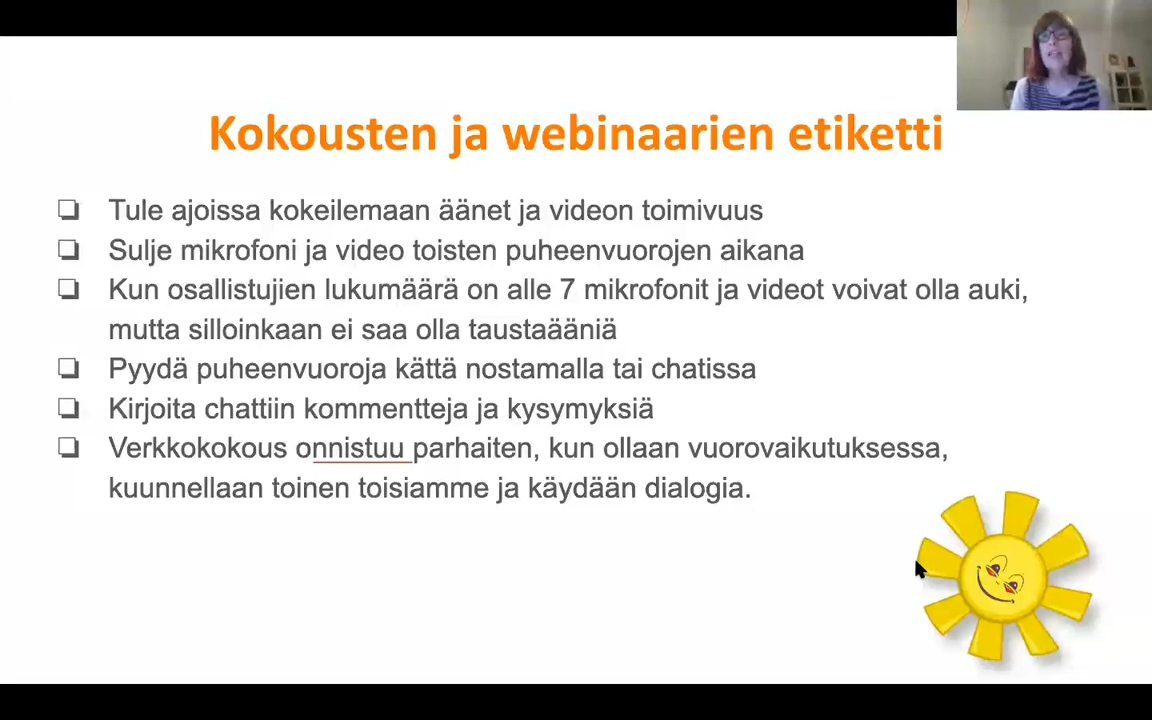 Kokousten ja webinaarien etiketti
Tule ajoissa kokeilemaan äänet ja videon toimivuus
Sulje mikrofoni ja video toisten puheenvuorojen aikana
Kun osallistujien lukumäärä on alle 7 mikrofonit ja videot voivat olla auki,
mutta silloinkaan ei saa olla taustaääniä
Pyydä puheenvuoroja kättä nostamalla tai chatissa
Kirjoita chattiin kommentteja ja kysymyksiä
Verkkokokous onnistuu parhaiten, kun ollaan vuorovaikutuksessa,
kuunnellaan toinen toisiamme ja käydään dialogia.